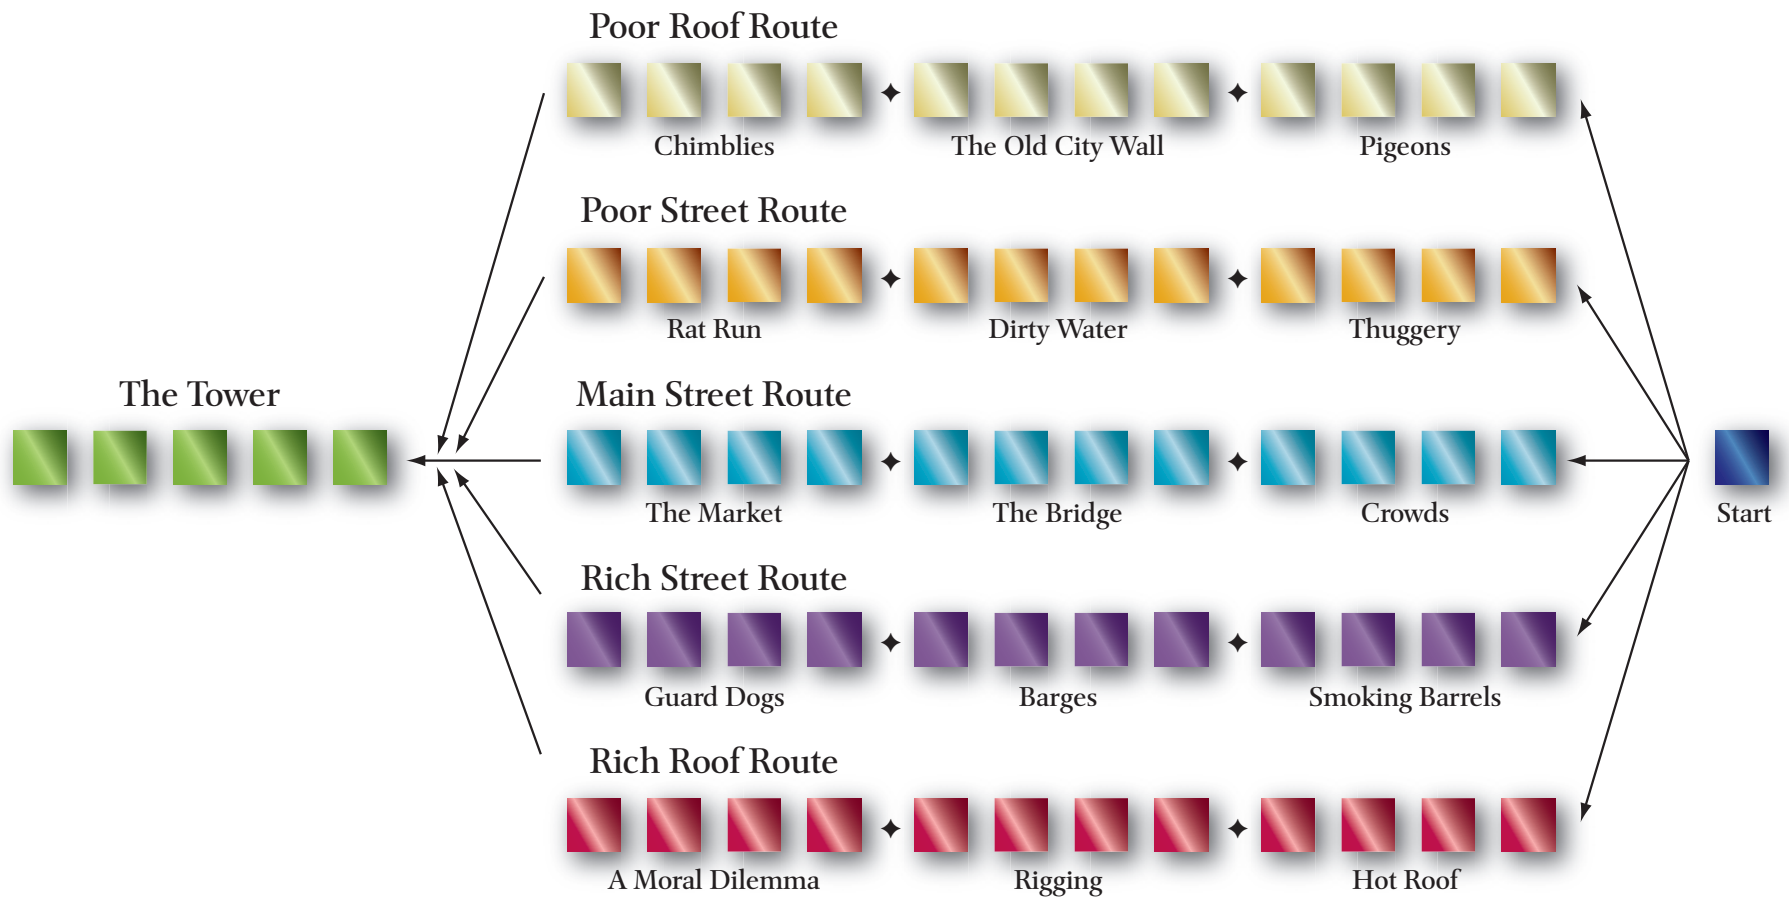 Poor Roof Route
Chimblies
The Old City Wall
Pigeons
Poor Street Route
Rat Run
Dirty Water
Thuggery
The Tower
Main Street Route
The Market
The Bridge
Crowds
Start
Rich Street Route
Guard Dogs
Barges
Smoking Barrels
Rich Roof Route
A Moral Dilemma
Rigging
Hot Roof